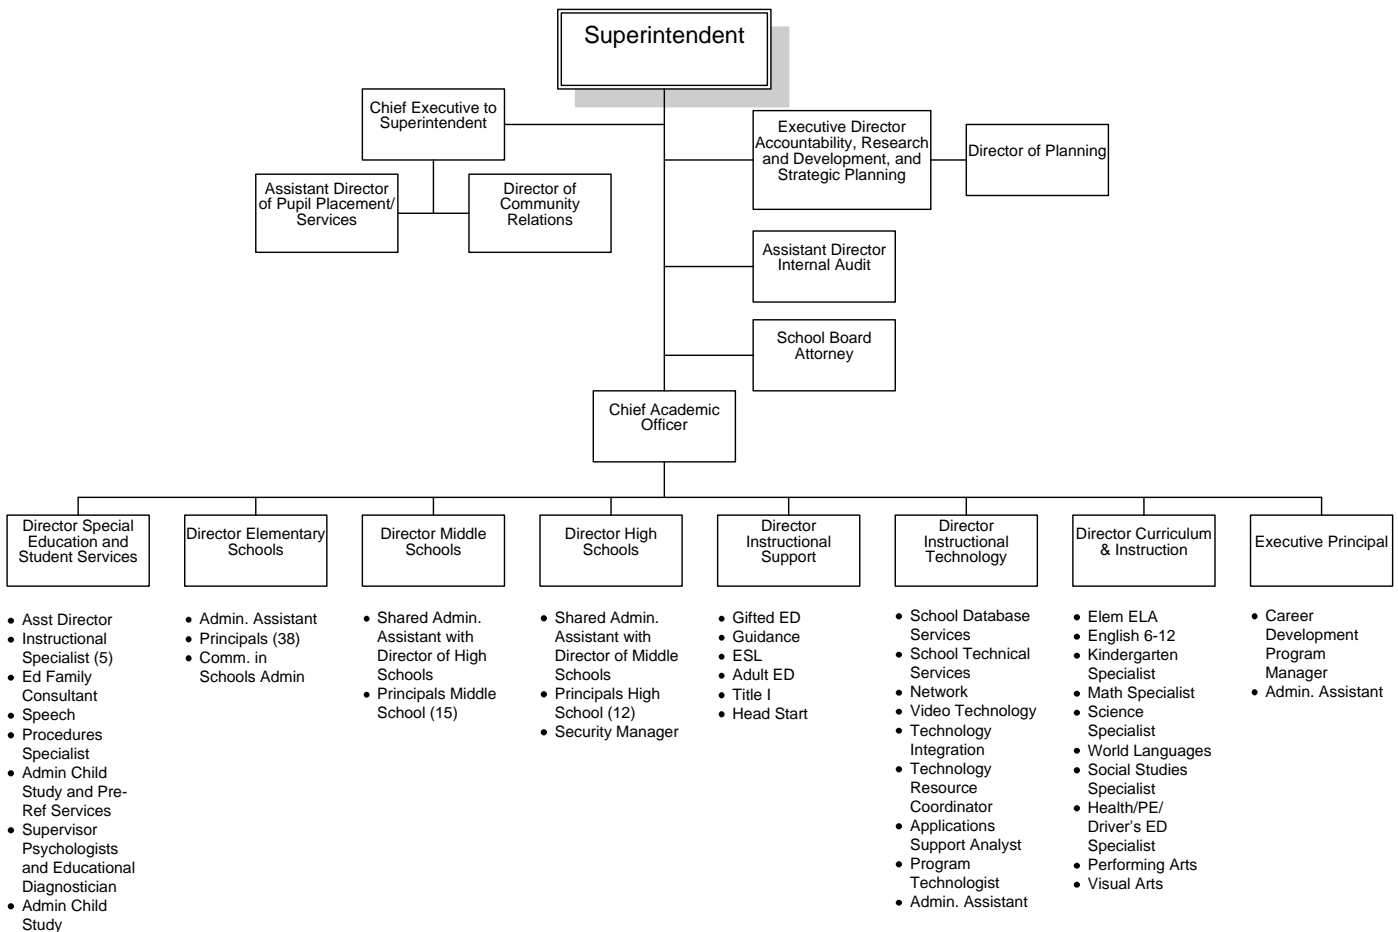 Superintendent
Chief Executive to
Superintendent
Executive Director
Accountability, Research
and Development, and
Strategic Planning
Director of Planning
Assistant Director
of Pupil Placement/
Services
Director of
Community
Relations
Assistant Director
Internal Audit
School Board
Attorney
Chief Academic
Officer
Director Special
Education and
Student Services
• Asst Director
• Instructional
Specialist (5)
• Ed Family
Consultant
• Speech
• Procedures
Specialist
• Admin Child
Study and Pre-
Ref Services
• Supervisor
Psychologists
and Educational
Diagnostician
• Admin Child
Study
Director Elementary
Schools
• Admin. Assistant
• Principals (38)
• Comm. in
Schools Admin
Director Middle
Schools
• Shared Admin.
Assistant with
Director of High
Schools
• Principals Middle
School (15)
Director High
Schools
• Shared Admin.
Assistant with
Director of Middle
Schools
• Principals High
School (12)
• Security Manager
Director
Instructional
Support
• Gifted ED
• Guidance
• ESL
• Adult ED
• Title I
• Head Start
Director
Instructional
Technology
• School Database
Services
• School Technical
Services
• Network
• Video Technology
• Technology
Integration
• Technology
Resource
Coordinator
• Applications
Support Analyst
• Program
Technologist
• Admin. Assistant
Director Curriculum
& Instruction
• Elem ELA
• English 6-12
• Kindergarten
Specialist
• Math Specialist
• Science
Specialist
• World Languages
• Social Studies
Specialist
• Health/PE/
Driver's ED
Specialist
• Performing Arts
• Visual Arts
Executive Principal
• Career
Development
Program
Manager
• Admin. Assistant